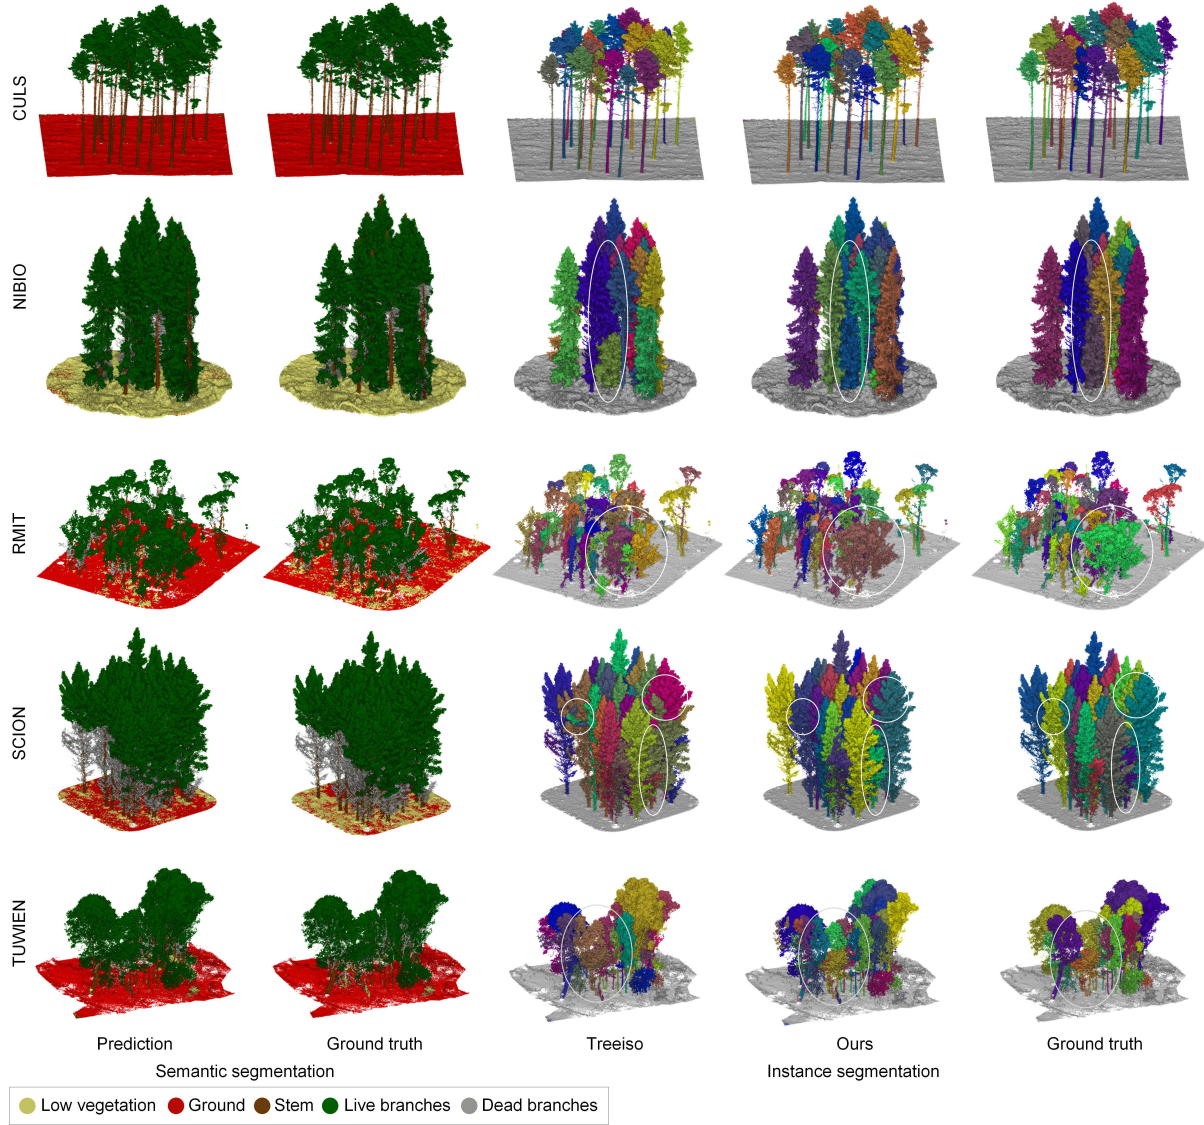 CULS
NIBIO
RMIT
SCION
TUWIEN
Prediction Ground truth Treeiso Ours Ground truth
Semantic segmentation Instance segmentation
Low vegetation Ground Stem Live branches Dead branches